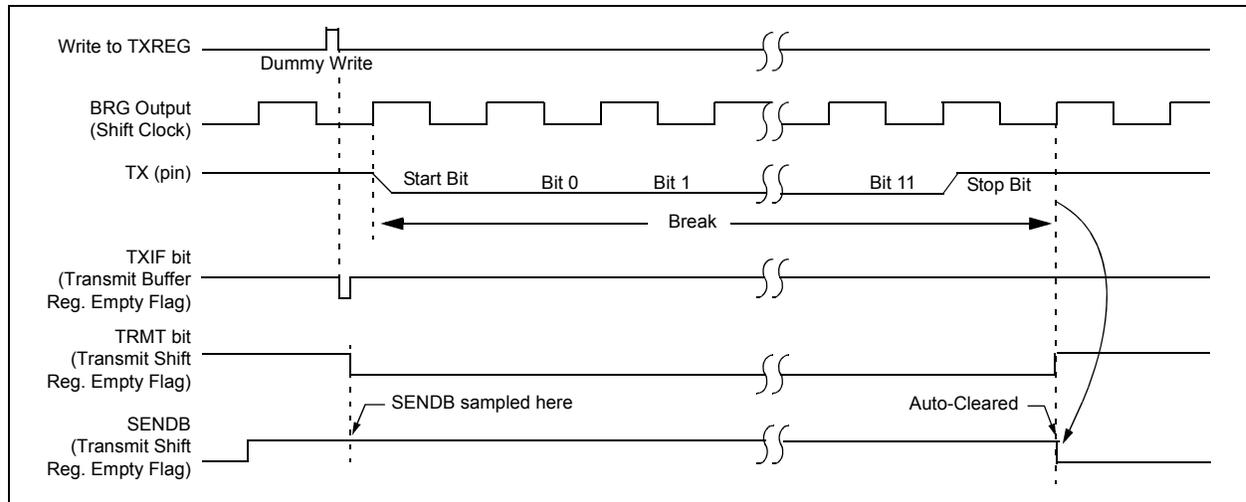 Write to TXREG
Dummy Write
BRG Output
(Shift Clock)
TX (pin)
Start Bit
Bit 0
Bit 1
Bit 11
Stop Bit
Break
TXIF bit
(Transmit Buffer
Reg. Empty Flag)
TRMT bit
(Transmit Shift
Reg. Empty Flag)
SENDB sampled here
Auto-Cleared
SENDB
(Transmit Shift
Reg. Empty Flag)